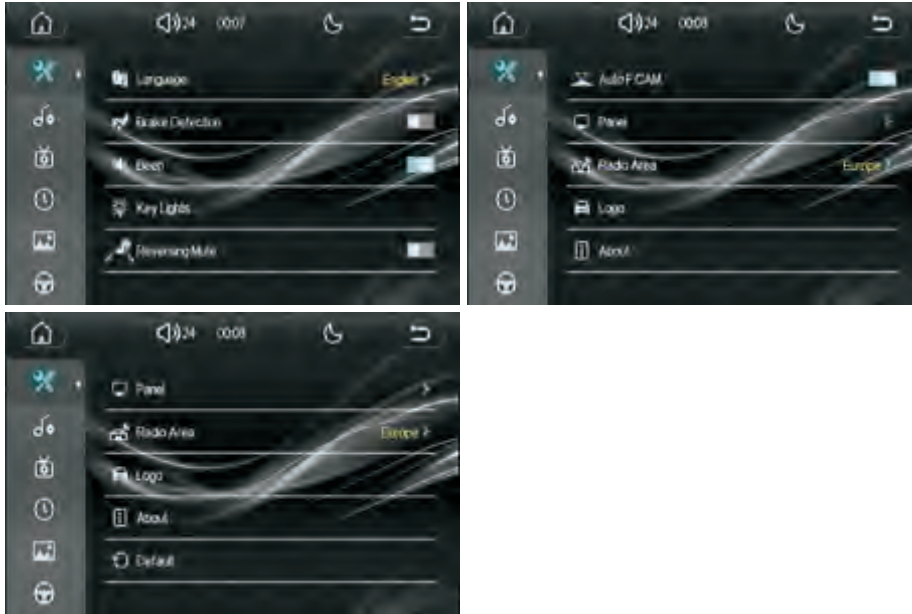 24 00:07
Language English >
Brake Detection
Beep
Key Lights
Reversing Mute
24 00:08
Auto F CAM
Panel >
Radio Area Europe >
Logo
About
24 00:08
Panel >
Radio Area Europe >
Logo
About
Default